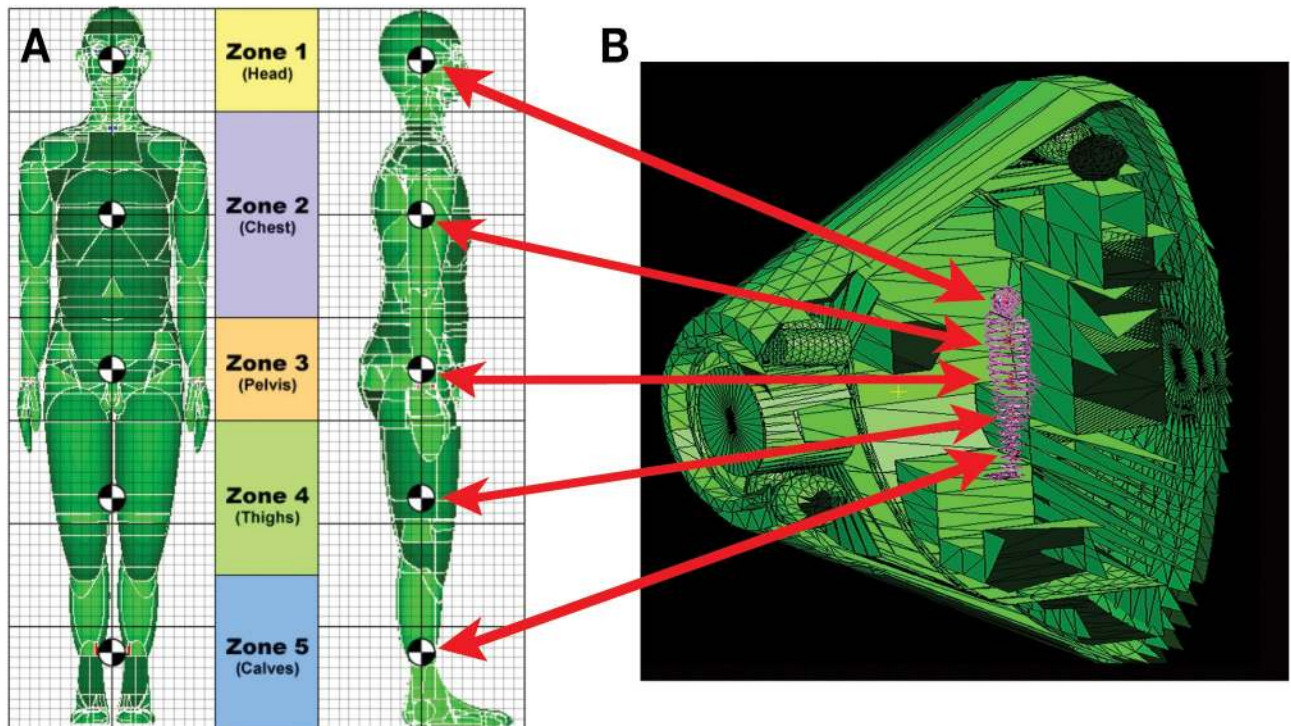 A
B
Zone 1
(Head)
Zone 2
(Chest)
Zone 3
(Pelvis)
Zone 4
(Thighs)
Zone 5
(Calves)